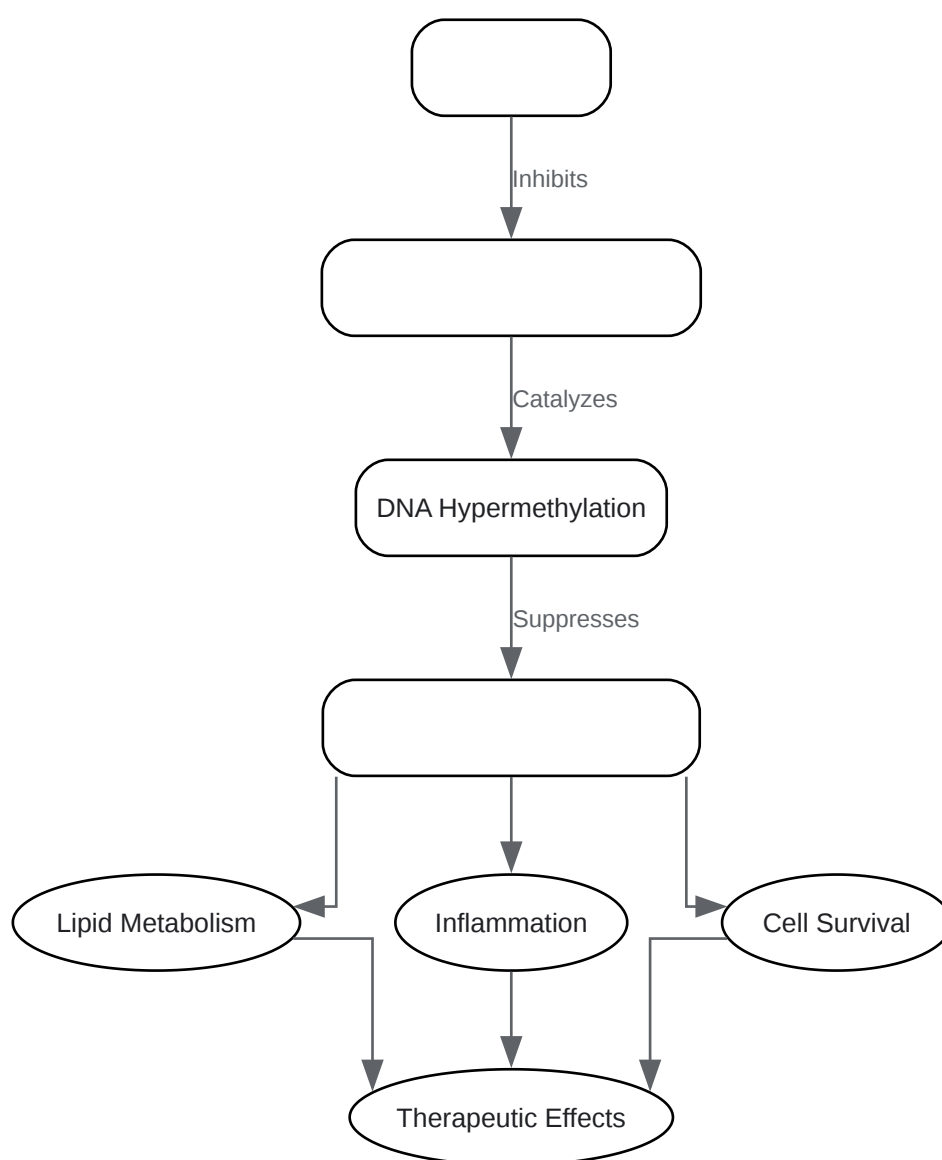 Inhibits
Catalyzes
DNA Hypermethylation
Suppresses
Lipid Metabolism
Inflammation
Cell Survival
Therapeutic Effects